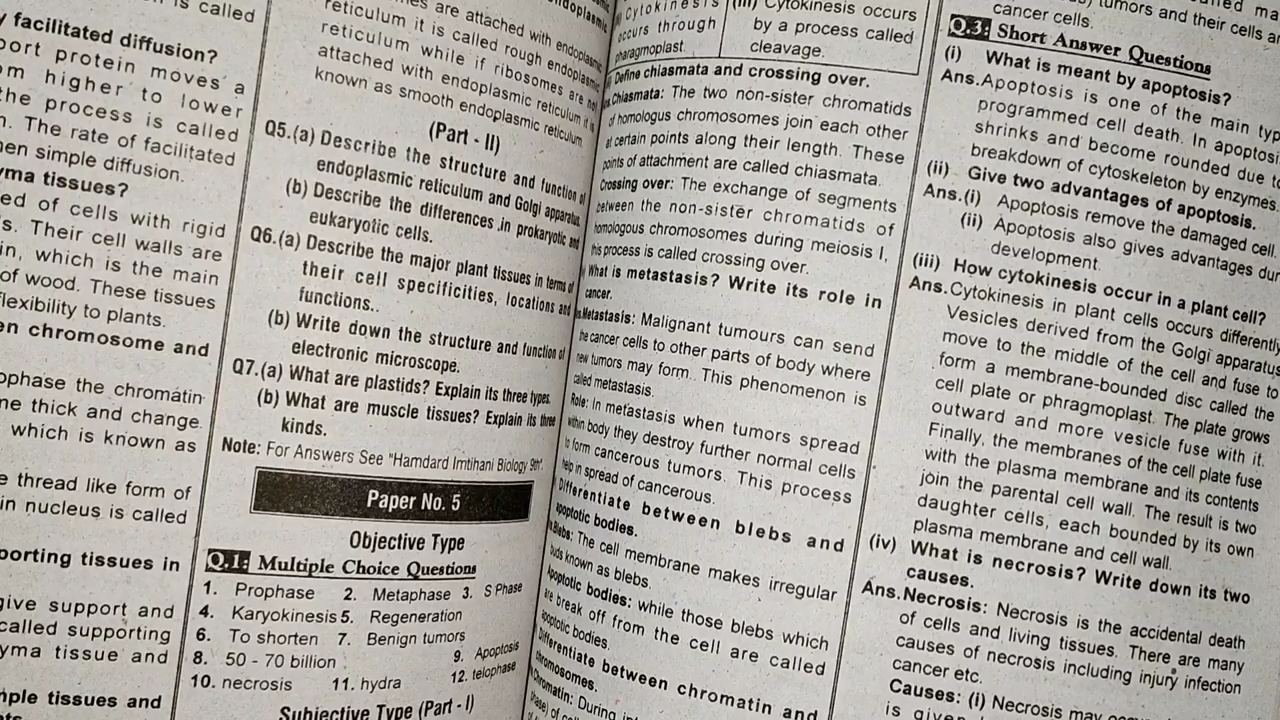 is called
y facilitated diffusion?
port protein moves a
om higher to lower
the process is called
n. The rate of facilitated
hen simple diffusion.
yma tissues?
ed of cells with rigid
s. Their cell walls are
in, which is the main
of wood. These tissues
flexibility to plants.
en chromosome and
ophase the chromatin
me thick and change
which is known as
e thread like form of
in nucleus is called
porting tissues in
give support and
called supporting
yma tissue and
mple tissues and
are attached with endoplasmic
reticulum it is called rough endoplasmic
reticulum while if ribosomes are not
attached with endoplasmic reticulum it is
known as smooth endoplasmic reticulum.
(Part - II)
Q5.(a) Describe the structure and function of
endoplasmic reticulum and Golgi apparatus.
(b) Describe the differences in prokaryotic and
eukaryotic cells.
Q6.(a) Describe the major plant tissues in terms of
their cell specificities, locations and
functions..
(b) Write down the structure and function of
electronic microscope.
Q7.(a) What are plastids? Explain its three types.
(b) What are muscle tissues? Explain its three
kinds.
Note: For Answers See "Hamdard Imtihani Biology 9th".
Paper No. 5
Objective Type
Q.1: Multiple Choice Questions
1. Prophase 2. Metaphase 3. S Phase
4. Karyokinesis 5. Regeneration
6. To shorten 7. Benign tumors
8. 50 - 70 billion 9. Apoptosis
10. necrosis 11. hydra 12. telophase
Subjective Type (Part - I)
Cytokinesis
occurs through
pharagmoplast.
(iii) Cytokinesis occurs
by a process called
cleavage.
Define chiasmata and crossing over.
Chiasmata: The two non-sister chromatids
of homologus chromosomes join each other
at certain points along their length. These
points of attachment are called chiasmata.
Crossing over: The exchange of segments
between the non-sister chromatids of
homologous chromosomes during meiosis I,
this process is called crossing over.
What is metastasis? Write its role in
cancer.
Metastasis: Malignant tumours can send
the cancer cells to other parts of body where
new tumors may form. This phenomenon is
called metastasis.
Role: In metastasis when tumors spread
within body they destroy further normal cells
to form cancerous tumors. This process
help in spread of cancerous.
Differentiate between blebs and
apoptotic bodies.
Blebs: The cell membrane makes irregular
buds known as blebs.
Apoptotic bodies: while those blebs which
are break off from the cell are called
apoptotic bodies.
Differentiate between chromatin and
chromosomes.
Chromatin: During
tumors and their cells
cancer cells.
Q.3: Short Answer Questions
(i) What is meant by apoptosis?
Ans.Apoptosis is one of the main typ
programmed cell death. In apoptosi
shrinks and become rounded due to
breakdown of cytoskeleton by enzymes.
(ii) Give two advantages of apoptosis.
Ans.(i) Apoptosis remove the damaged cell.
(ii) Apoptosis also gives advantages dur
development.
(iii) How cytokinesis occur in a plant cell?
Ans.Cytokinesis in plant cells occurs differently
Vesicles derived from the Golgi apparatus
move to the middle of the cell and fuse to
form a membrane-bounded disc called the
cell plate or phragmoplast. The plate grows
outward and more vesicle fuse with it.
Finally, the membranes of the cell plate fuse
with the plasma membrane and its contents
join the parental cell wall. The result is two
daughter cells, each bounded by its own
plasma membrane and cell wall.
(iv) What is necrosis? Write down its two
causes.
Ans.Necrosis: Necrosis is the accidental death
of cells and living tissues. There are many
causes of necrosis including injury infection
cancer etc.
Causes: (i) Necrosis may
is given